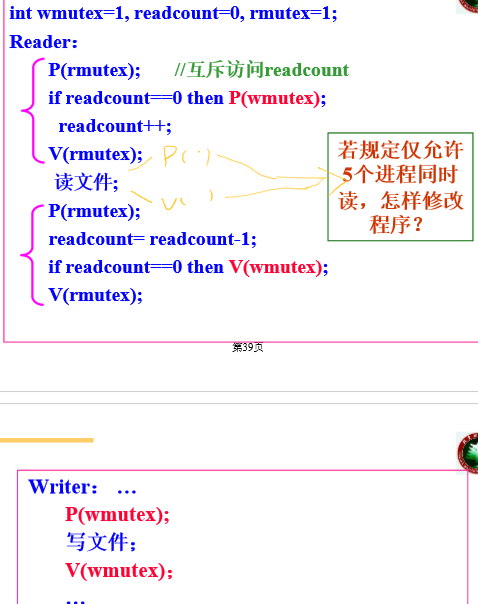 int wmutex=1, readcount=0, rmutex=1;
Reader：
P(rmutex); //互斥访问readcount
if readcount==0 then P(wmutex);
readcount++;
V(rmutex);
P( · )
读文件;
V( )
P(rmutex);
readcount= readcount-1;
if readcount==0 then V(wmutex);
V(rmutex);
若规定仅允许
5个进程同时
读，怎样修改
程序？
第39页
Writer： …
P(wmutex);
写文件；
V(wmutex)；
…